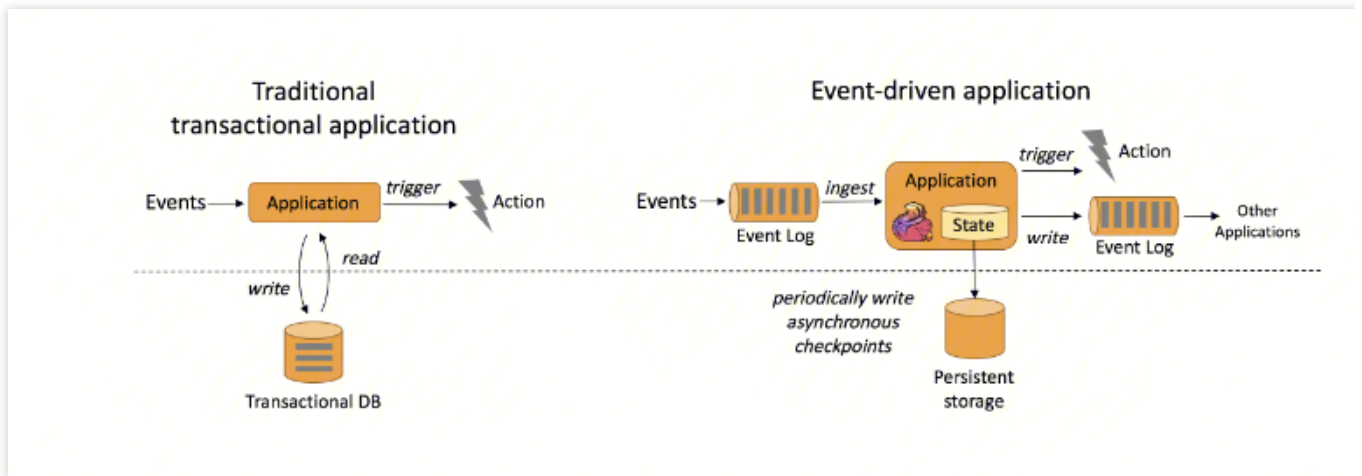 Traditional
transactional application
Events
Application
trigger
Action
write
read
Transactional DB
Event-driven application
Events
Event Log
ingest
Application
State
trigger
Action
write
Event Log
Other
Applications
periodically write
asynchronous
checkpoints
Persistent
storage